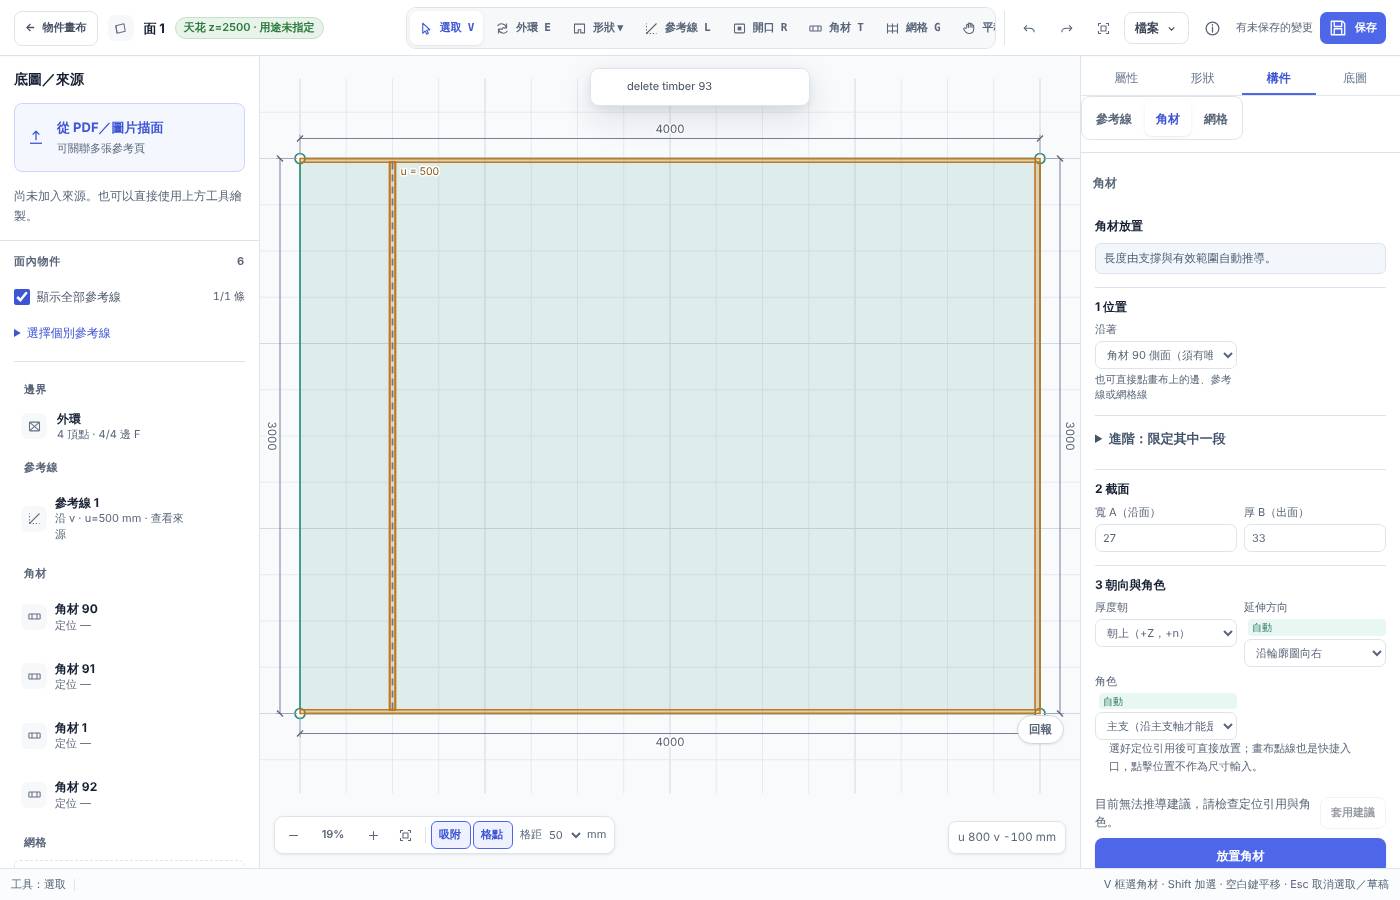 物件畫布
面 1
天花 z=2500 · 用途未指定
選取 V
外環 E
形狀▾
參考線 L
開口 R
角材 T
網格 G
檔案
有未保存的變更
保存
底圖／來源
從 PDF／圖片描面
可關聯多張參考頁
尚未加入來源。也可以直接使用上方工具繪
製。
面內物件
6
顯示全部參考線
1/1 條
選擇個別參考線
邊界
外環
4 頂點 · 4/4 邊 F
參考線
參考線 1
沿 v · u=500 mm · 查看來
源
角材
角材 90
定位 —
角材 91
定位 —
角材 1
定位 —
角材 92
定位 —
網格
delete timber 93
4000
u = 500
3000
3000
4000
回報
19%
吸附
格點
格距
50
mm
u 800 v -100 mm
屬性
形狀
構件
底圖
參考線
角材
網格
角材
角材放置
長度由支撐與有效範圍自動推導。
1 位置
沿著
角材 90 側面（須有唯
也可直接點畫布上的邊、參考
線或網格線
進階：限定其中一段
2 截面
寬 A（沿面）
厚 B（出面）
27
33
3 朝向與角色
厚度朝
延伸方向
自動
朝上（+Z，+n）
沿輪廓圖向右
角色
自動
主支（沿主支軸才能是
選好定位引用後可直接放置；畫布點線也是快捷入
口，點擊位置不作為尺寸輸入。
目前無法推導建議，請檢查定位引用與角
色。
套用建議
放置角材
工具：選取
V 框選角材 · Shift 加選 · 空白鍵平移 · Esc 取消選取／草稿